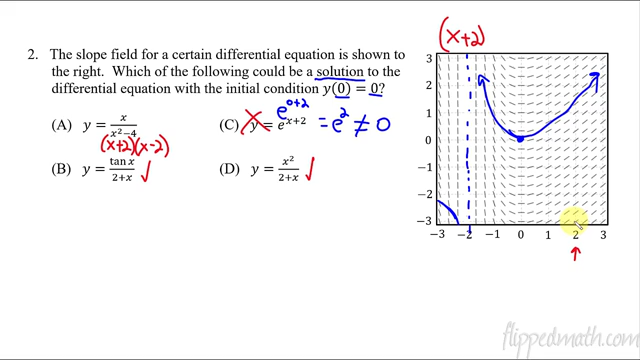 (x+2)
2. The slope field for a certain differential equation is shown to
the right. Which of the following could be a solution to the
differential equation with the initial condition y(0) = 0?
(A) y = x/(x²−4)
(x+2)(x−2)
(C) y = e^(x+2)
e^(0+2) = e² ≠ 0
(B) y = tan x/(2+x) ✓
(D) y = x²/(2+x) ✓
3
2
1
0
−1
−2
−3
−3 −2 −1 0 1 2 3
flippedmath.com